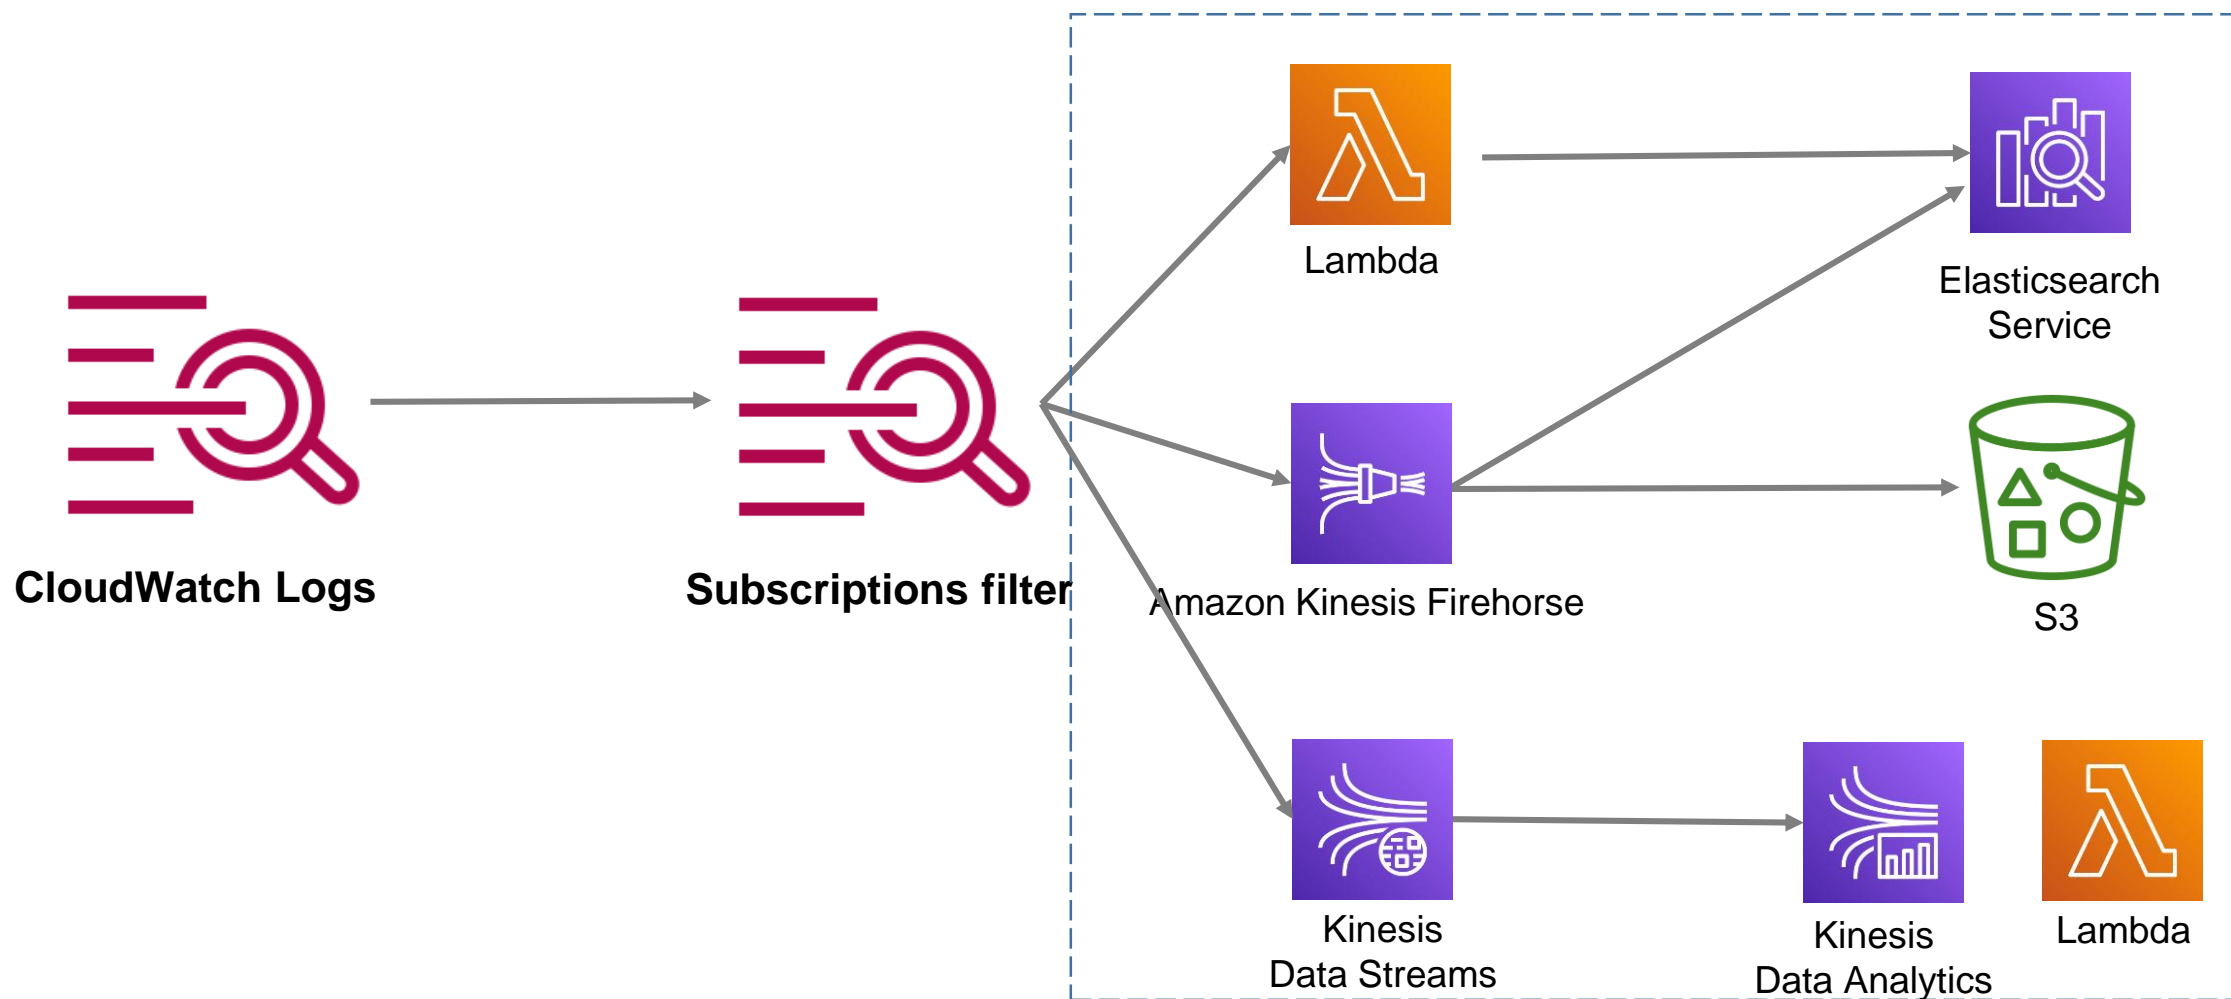 CloudWatch Logs
Subscriptions filter
Lambda
Elasticsearch
Service
Amazon Kinesis Firehorse
S3
Kinesis
Data Streams
Kinesis
Data Analytics
Lambda